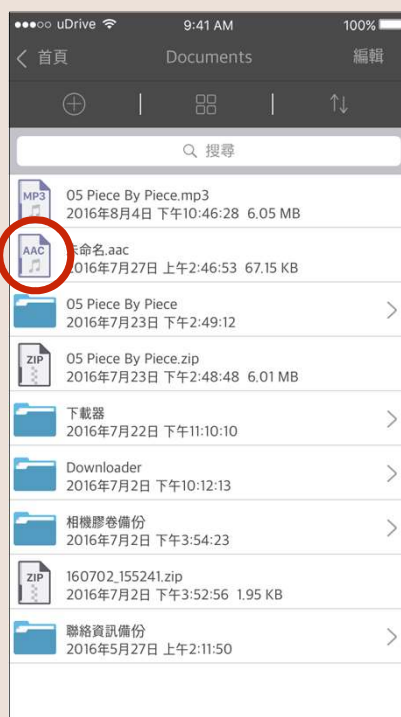 uDrive 9:41 AM 100%
首頁 Documents 編輯
搜尋
MP3
05 Piece By Piece.mp3
2016年8月4日 下午10:46:28 6.05 MB
AAC
未命名.aac
2016年7月27日 上午2:46:53 67.15 KB
05 Piece By Piece
2016年7月23日 下午2:49:12
ZIP
05 Piece By Piece.zip
2016年7月23日 下午2:48:48 6.01 MB
下載器
2016年7月22日 下午11:10:10
Downloader
2016年7月2日 下午10:12:13
相機膠卷備份
2016年7月2日 下午3:54:23
ZIP
160702_155241.zip
2016年7月2日 下午3:52:56 1.95 KB
聯絡資訊備份
2016年5月27日 上午2:11:50